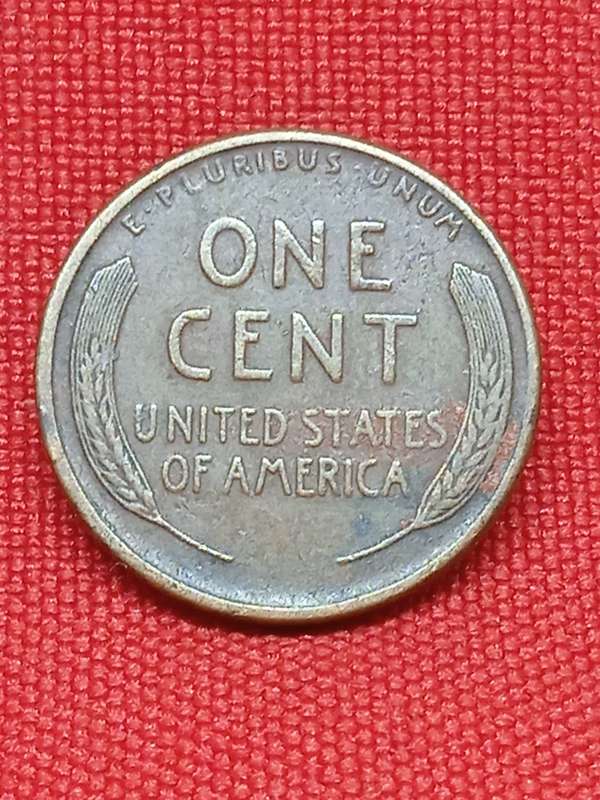 E·PLURIBUS·UNUM
ONE
CENT
UNITED STATES
OF AMERICA